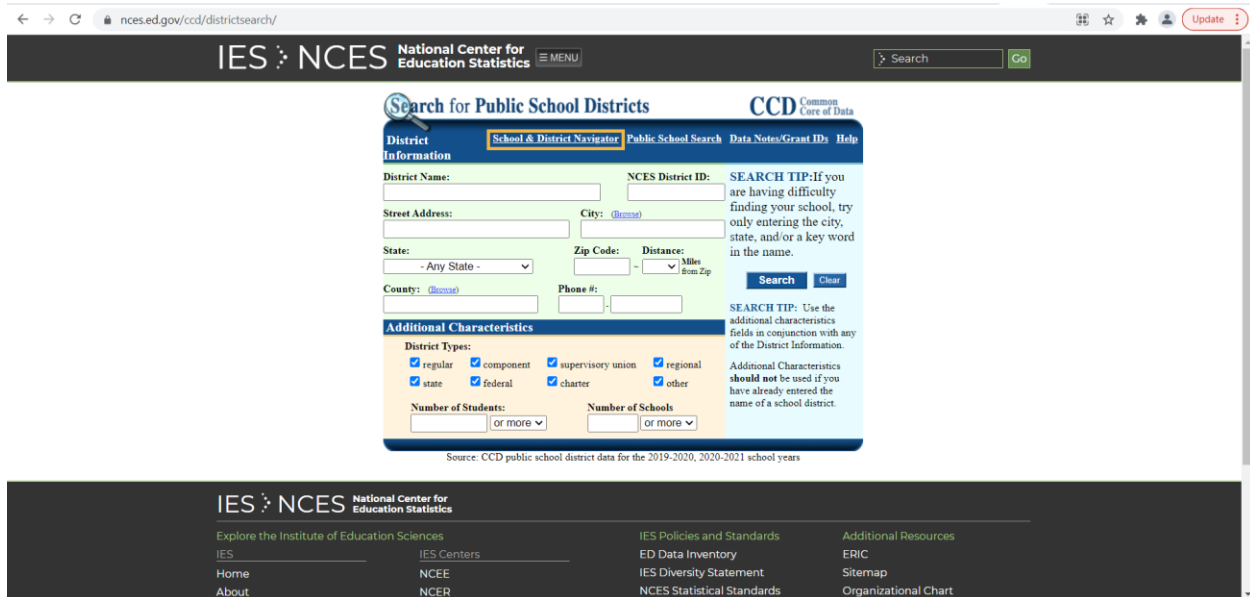 nces.ed.gov/ccd/districtsearch/
Update
IES NCES National Center for Education Statistics
MENU
Search
Go
Search for Public School Districts
CCD Common Core of Data
District Information
School & District Navigator Public School Search Data Notes/Grant IDs Help
District Name: NCES District ID:
Street Address: City: (Browse)
State: Zip Code: Distance:
- Any State - – Miles from Zip
County: (Browse) Phone #:
-
SEARCH TIP:If you
are having difficulty
finding your school, try
only entering the city,
state, and/or a key word
in the name.
Search Clear
SEARCH TIP: Use the
additional characteristics
fields in conjunction with any
of the District Information.
Additional Characteristics
should not be used if you
have already entered the
name of a school district.
Additional Characteristics
District Types:
regular component supervisory union regional
state federal charter other
Number of Students: Number of Schools
or more or more
Source: CCD public school district data for the 2019-2020, 2020-2021 school years
IES NCES National Center for Education Statistics
Explore the Institute of Education Sciences IES Policies and Standards Additional Resources
IES IES Centers ED Data Inventory ERIC
Home NCEE IES Diversity Statement Sitemap
About NCER NCES Statistical Standards Organizational Chart